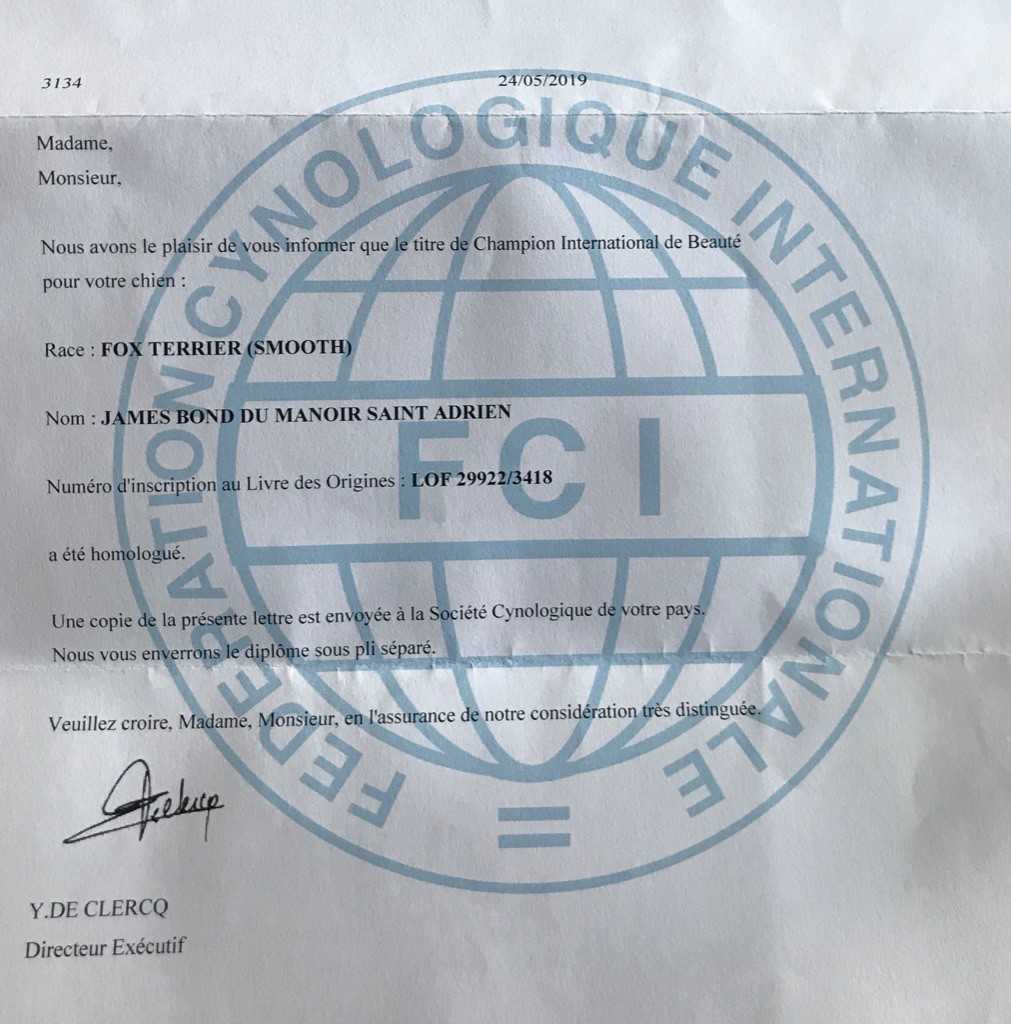 3134 24/05/2019
Madame,
Monsieur,
Nous avons le plaisir de vous informer que le titre de Champion International de Beauté
pour votre chien :
Race : FOX TERRIER (SMOOTH)
Nom : JAMES BOND DU MANOIR SAINT ADRIEN
Numéro d'inscription au Livre des Origines : LOF 29922/3418
a été homologué.
Une copie de la présente lettre est envoyée à la Société Cynologique de votre pays.
Nous vous enverrons le diplôme sous pli séparé.
Veuillez croire, Madame, Monsieur, en l'assurance de notre considération très distinguée.
Y.DE CLERCQ
Directeur Exécutif
FEDERATION CYNOLOGIQUE INTERNATIONALE
FCI